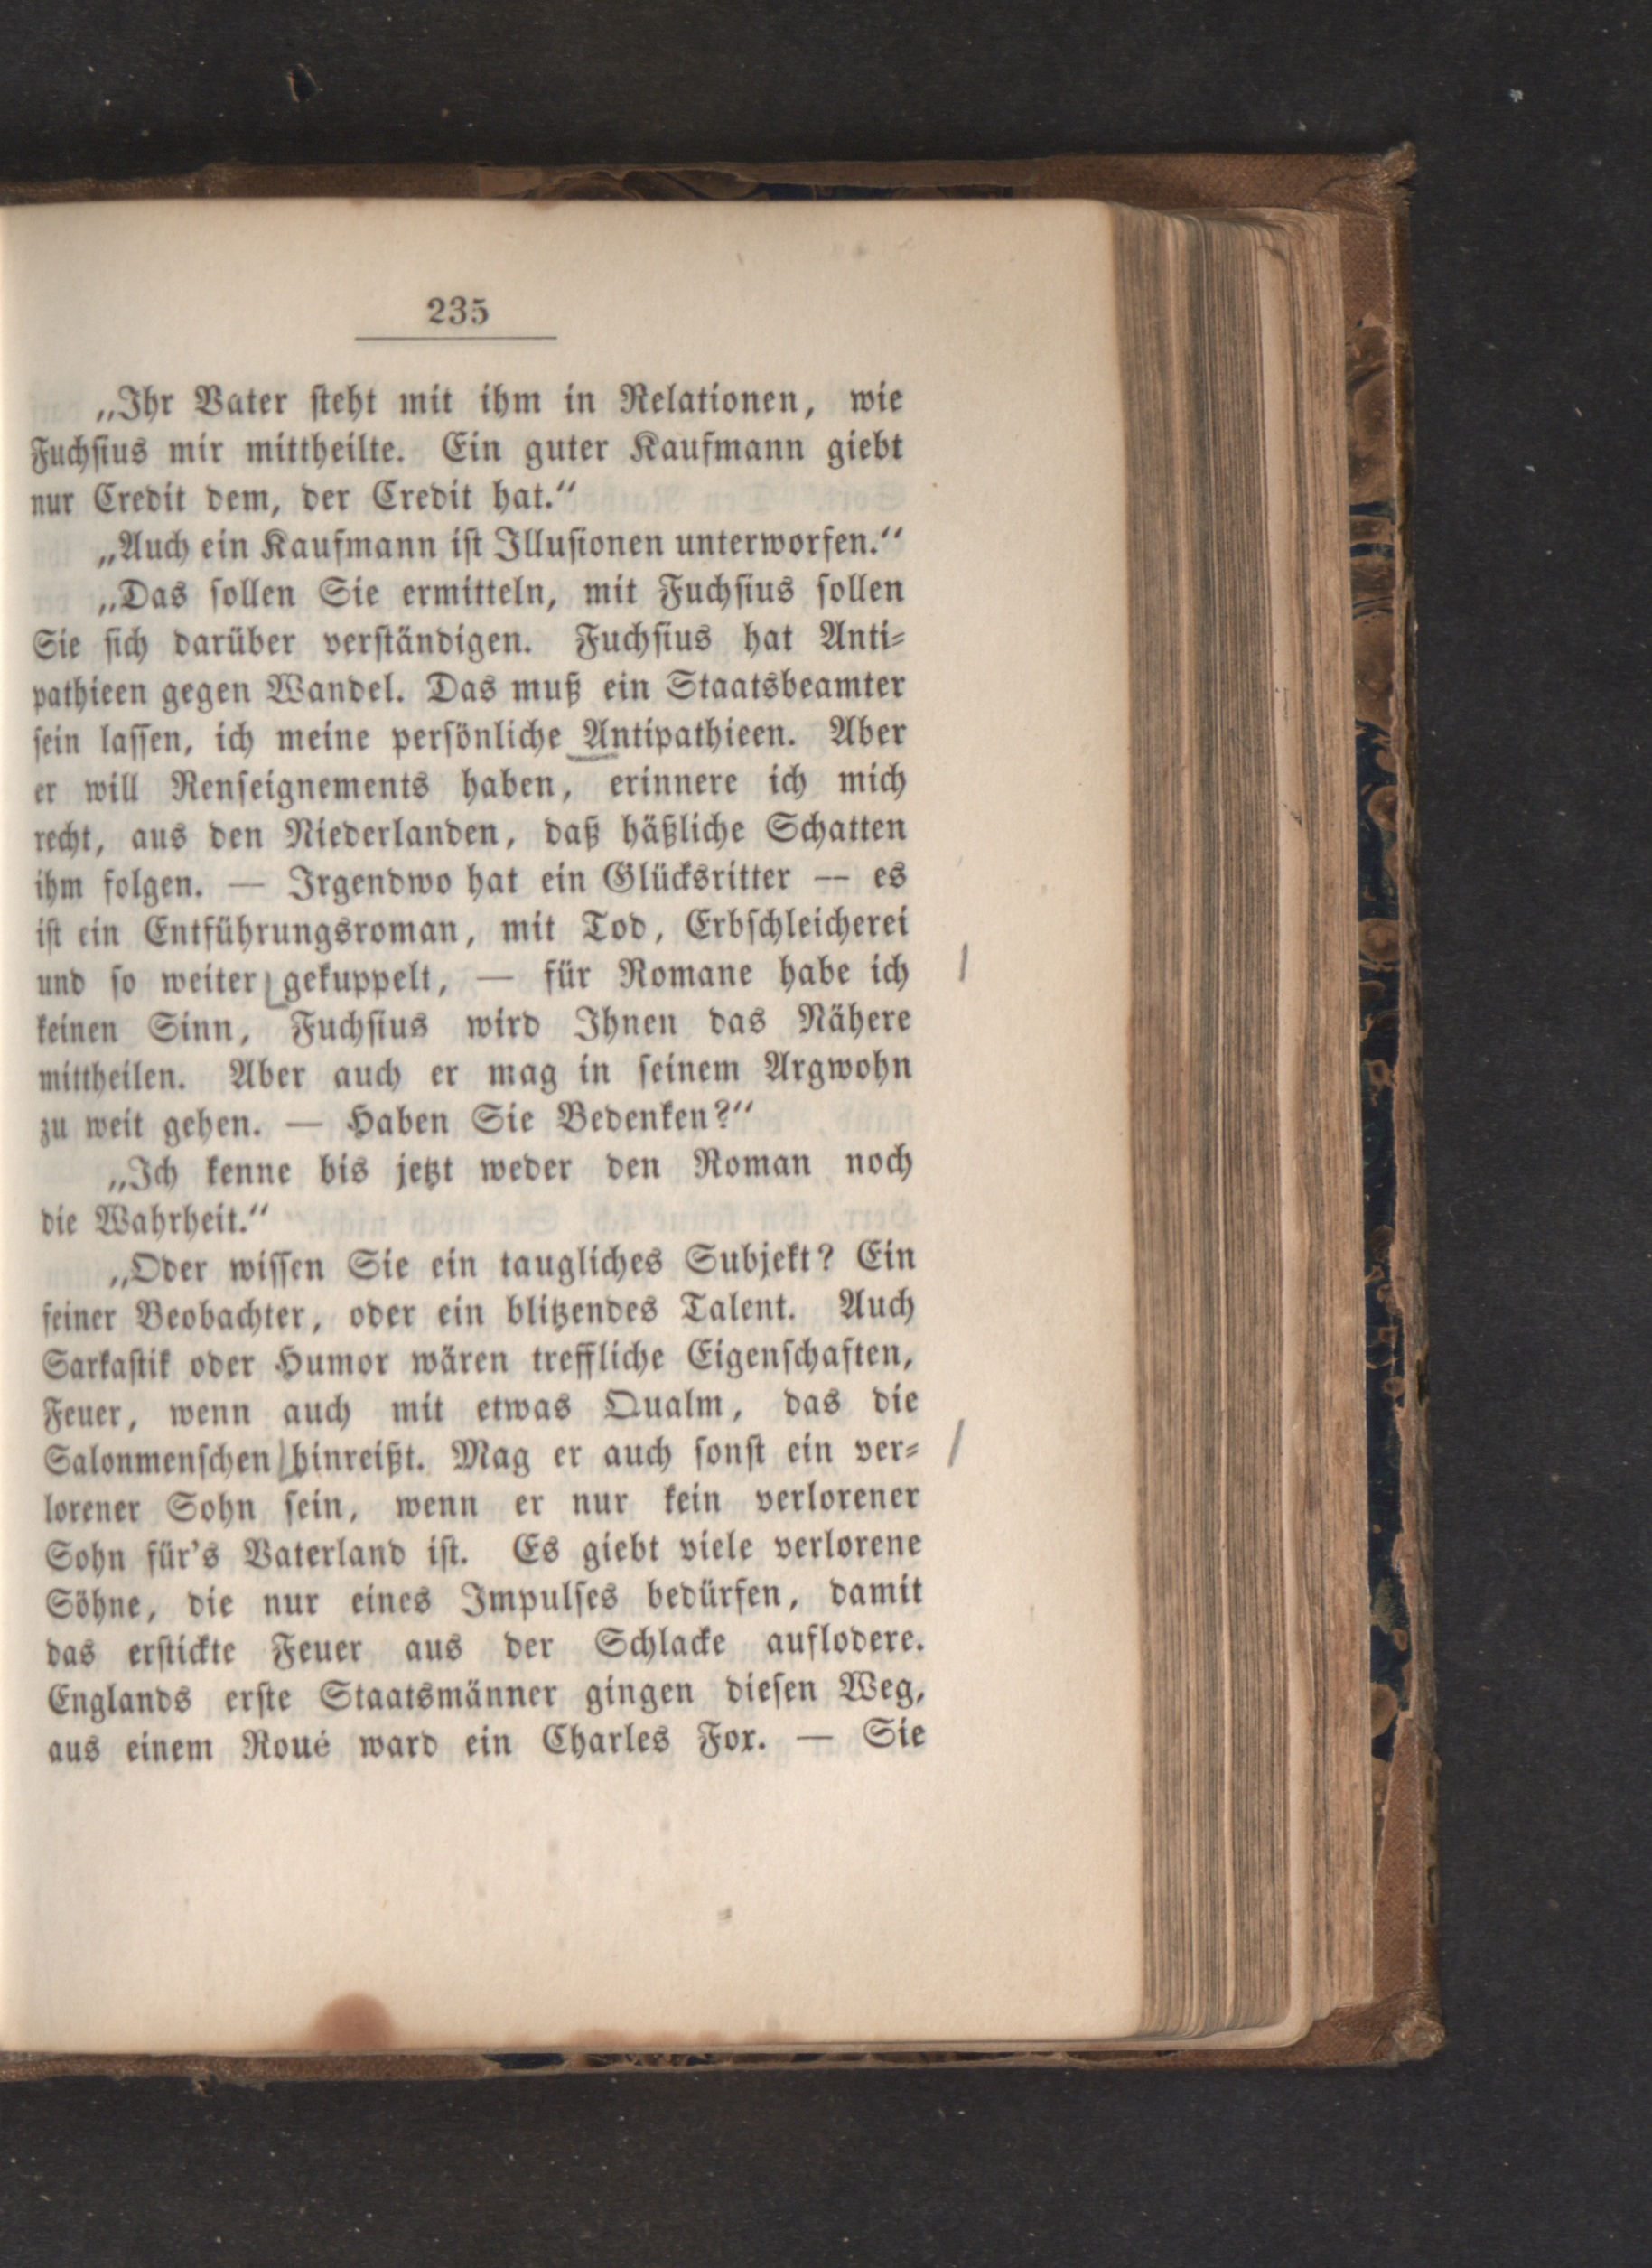 235
„Ihr Vater steht mit ihm in Relationen, wie
Fuchsius mir mittheilte. Ein guter Kaufmann giebt
nur Credit dem, der Credit hat.“
„Auch ein Kaufmann ist Illusionen unterworfen.“
„Das sollen Sie ermitteln, mit Fuchsius sollen
Sie sich darüber verständigen. Fuchsius hat Anti-
pathieen gegen Wandel. Das muß ein Staatsbeamter
sein lassen, ich meine persönliche Antipathieen. Aber
er will Renseignements haben, erinnere ich mich
recht, aus den Niederlanden, daß häßliche Schatten
ihm folgen. — Irgendwo hat ein Glücksritter — es
ist ein Entführungsroman, mit Tod, Erbschleicherei
und so weiter gekuppelt, — für Romane habe ich
keinen Sinn, Fuchsius wird Ihnen das Nähere
mittheilen. Aber auch er mag in seinem Argwohn
zu weit gehen. — Haben Sie Bedenken?“
„Ich kenne bis jetzt weder den Roman noch
die Wahrheit.“
„Oder wissen Sie ein taugliches Subjekt? Ein
feiner Beobachter, oder ein blitzendes Talent. Auch
Sarkastik oder Humor wären treffliche Eigenschaften,
Feuer, wenn auch mit etwas Qualm, das die
Salonmenschen hinreißt. Mag er auch sonst ein ver-
lorener Sohn sein, wenn er nur kein verlorener
Sohn für's Vaterland ist. Es giebt viele verlorene
Söhne, die nur eines Impulses bedürfen, damit
das erstickte Feuer aus der Schlacke auflodere.
Englands erste Staatsmänner gingen diesen Weg,
aus einem Roué ward ein Charles Fox. — Sie